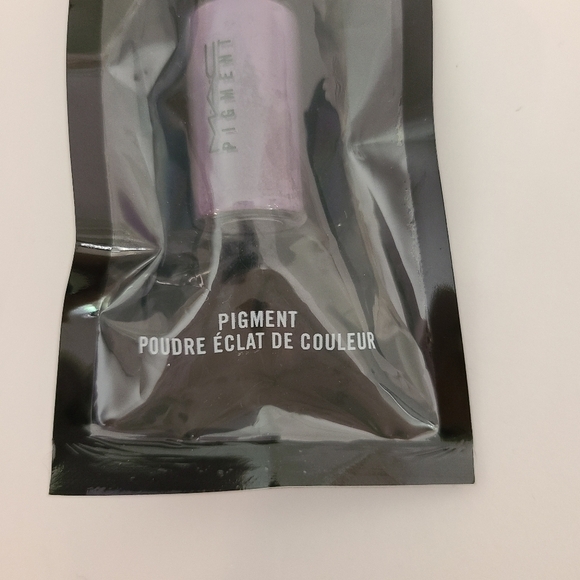 MAC
PIGMENT
PIGMENT
POUDRE ÉCLAT DE COULEUR